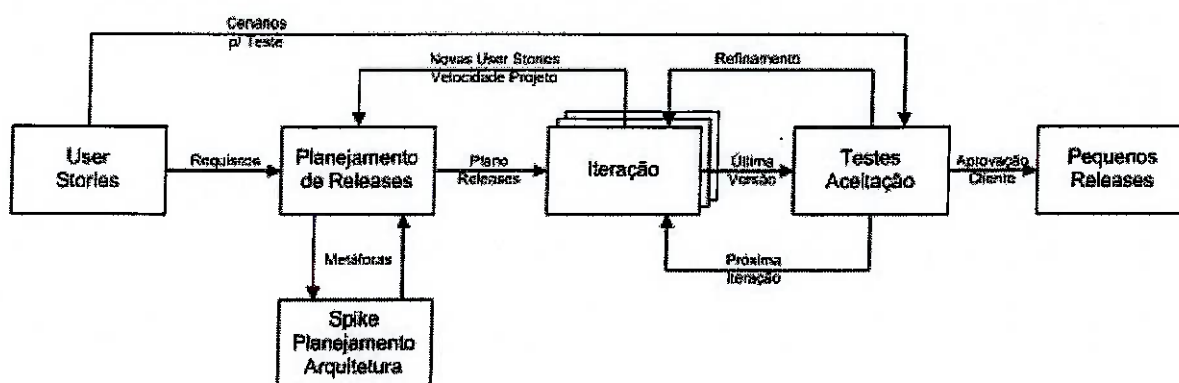 Cenários
p/ Teste
Novas User Stories
Velocidade Projeto
Refinamento
User
Stories
Requisitos
Planejamento
de Releases
Plano
Releases
Iteração
Última
Versão
Testes
Aceitação
Aprovação
Cliente
Pequenos
Releases
Metáforas
Próxima
Iteração
Spike
Planejamento
Arquitetura